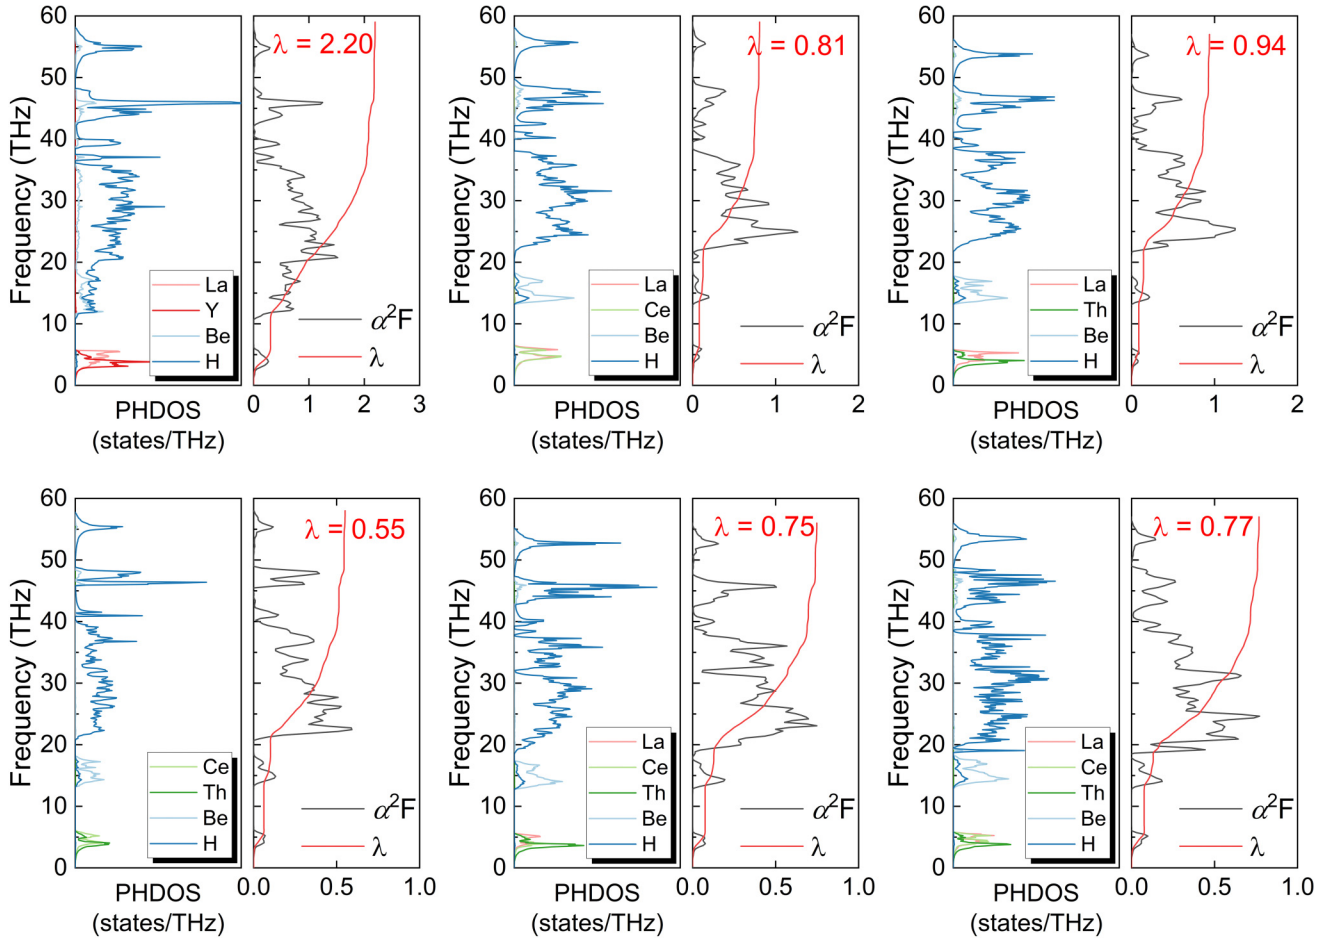 60
50
40
30
20
10
0
Frequency (THz)
La
Y
Be
H
PHDOS
(states/THz)
λ = 2.20
α²F
λ
0 1 2 3
60
50
40
30
20
10
0
Frequency (THz)
La
Ce
Be
H
PHDOS
(states/THz)
λ = 0.81
α²F
λ
0 1 2
60
50
40
30
20
10
0
Frequency (THz)
La
Th
Be
H
PHDOS
(states/THz)
λ = 0.94
α²F
λ
0 1 2
60
50
40
30
20
10
0
Frequency (THz)
Ce
Th
Be
H
PHDOS
(states/THz)
λ = 0.55
α²F
λ
0.0 0.5 1.0
60
50
40
30
20
10
0
Frequency (THz)
La
Ce
Th
Be
H
PHDOS
(states/THz)
λ = 0.75
α²F
λ
0.0 0.5 1.0
60
50
40
30
20
10
0
Frequency (THz)
La
Ce
Th
Be
H
PHDOS
(states/THz)
λ = 0.77
α²F
λ
0.0 0.5 1.0